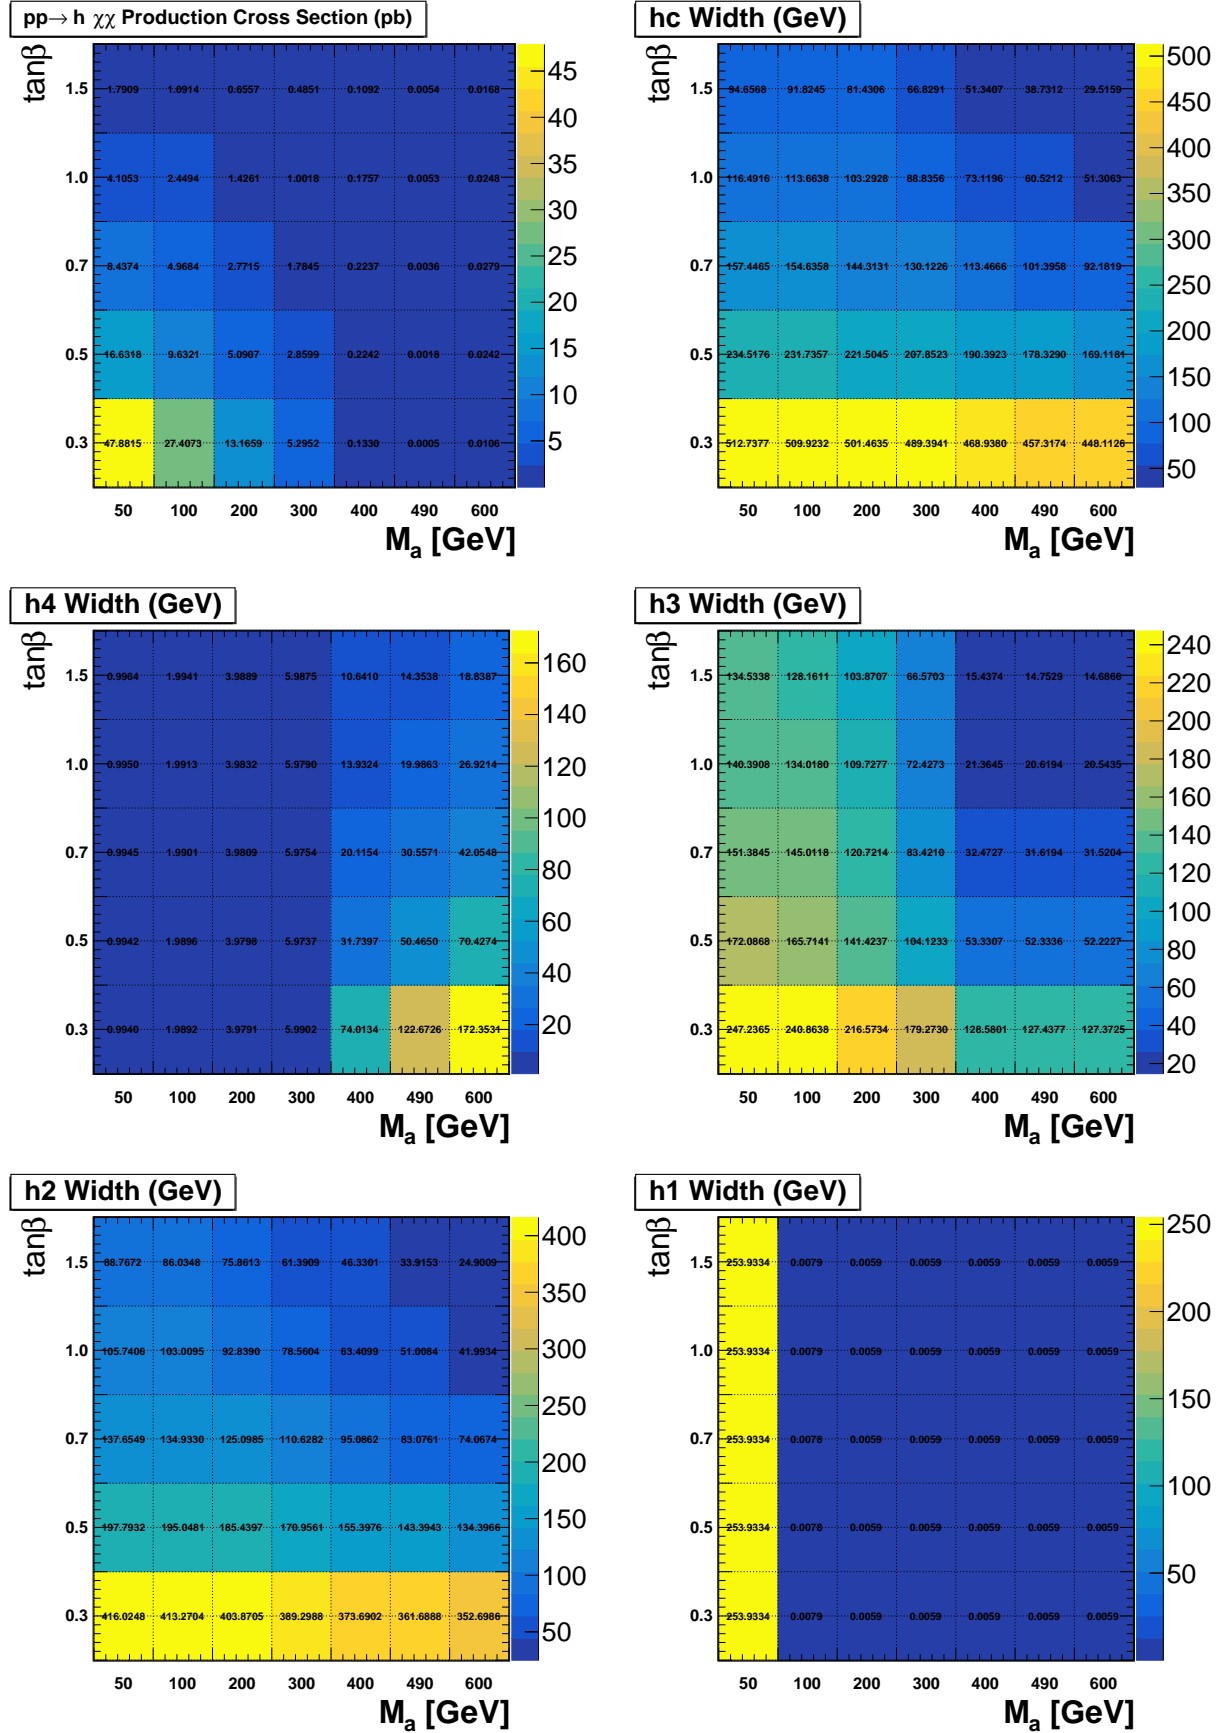 pp→ h χχ Production Cross Section (pb)
tanβ
1.5 1.7909 1.0914 0.6557 0.4851 0.1092 0.0054 0.0168
1.0 4.1053 2.4494 1.4261 1.0018 0.1757 0.0053 0.0248
0.7 8.4374 4.9684 2.7715 1.7845 0.2237 0.0036 0.0279
0.5 16.6318 9.6321 5.0907 2.8599 0.2242 0.0018 0.0242
0.3 47.8815 27.4073 13.1659 5.2952 0.1330 0.0005 0.0106
50 100 200 300 400 490 600
M_a [GeV]
45
40
35
30
25
20
15
10
5
hc Width (GeV)
tanβ
1.5 94.6568 91.8245 81.4306 66.8291 51.3407 38.7312 29.5159
1.0 116.4916 113.6638 103.2928 88.8356 73.1196 60.5212 51.3063
0.7 157.4465 154.6358 144.3131 130.1226 113.4666 101.3958 92.1819
0.5 234.5176 231.7357 221.5045 207.8523 190.3923 178.3290 169.1181
0.3 512.7377 509.9232 501.4635 489.3941 468.9380 457.3174 448.1126
50 100 200 300 400 490 600
M_a [GeV]
500
450
400
350
300
250
200
150
100
50
h4 Width (GeV)
tanβ
1.5 0.9964 1.9941 3.9889 5.9875 10.6410 14.3538 18.8387
1.0 0.9950 1.9913 3.9832 5.9790 13.9324 19.9863 26.9214
0.7 0.9945 1.9901 3.9809 5.9754 20.1154 30.5571 42.0548
0.5 0.9942 1.9896 3.9798 5.9737 31.7397 50.4650 70.4274
0.3 0.9940 1.9892 3.9791 5.9902 74.0134 122.6726 172.3531
50 100 200 300 400 490 600
M_a [GeV]
160
140
120
100
80
60
40
20
h3 Width (GeV)
tanβ
1.5 134.5338 128.1611 103.8707 66.5703 15.4374 14.7529 14.6866
1.0 140.3908 134.0180 109.7277 72.4273 21.3645 20.6194 20.5435
0.7 151.3845 145.0118 120.7214 83.4210 32.4727 31.6194 31.5204
0.5 172.0868 165.7141 141.4237 104.1233 53.3307 52.3336 52.2227
0.3 247.2365 240.8638 216.5734 179.2730 128.5801 127.4377 127.3725
50 100 200 300 400 490 600
M_a [GeV]
240
220
200
180
160
140
120
100
80
60
40
20
h2 Width (GeV)
tanβ
1.5 88.7672 86.0348 75.8613 61.3909 46.3301 33.9153 24.9009
1.0 105.7406 103.0095 92.8390 78.5604 63.4099 51.0084 41.9934
0.7 137.6549 134.9330 125.0985 110.6282 95.0862 83.0761 74.0674
0.5 197.7932 195.0481 185.4397 170.9561 155.3976 143.3943 134.3966
0.3 416.0248 413.2704 403.8705 389.2988 373.6902 361.6888 352.6986
50 100 200 300 400 490 600
M_a [GeV]
400
350
300
250
200
150
100
50
h1 Width (GeV)
tanβ
1.5 253.9334 0.0079 0.0059 0.0059 0.0059 0.0059 0.0059
1.0 253.9334 0.0079 0.0059 0.0059 0.0059 0.0059 0.0059
0.7 253.9334 0.0078 0.0059 0.0059 0.0059 0.0059 0.0059
0.5 253.9334 0.0078 0.0059 0.0059 0.0059 0.0059 0.0059
0.3 253.9334 0.0079 0.0059 0.0059 0.0059 0.0059 0.0059
50 100 200 300 400 490 600
M_a [GeV]
250
200
150
100
50